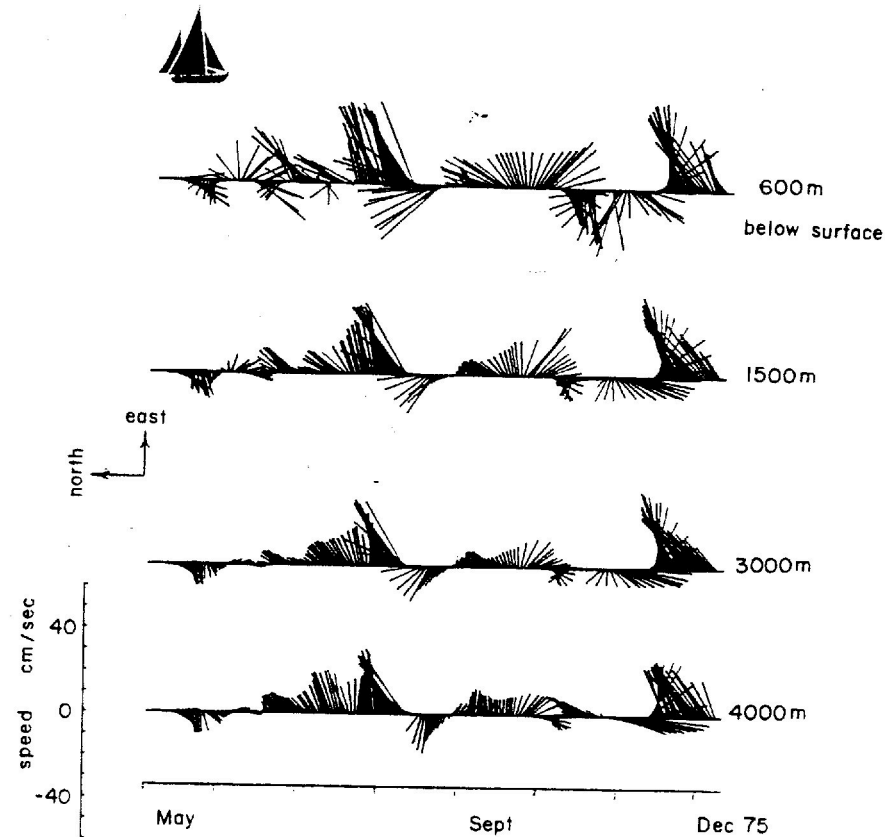 600m
below surface
1500m
east
north
3000m
speed cm/sec
40
0
-40
4000m
May
Sept
Dec 75